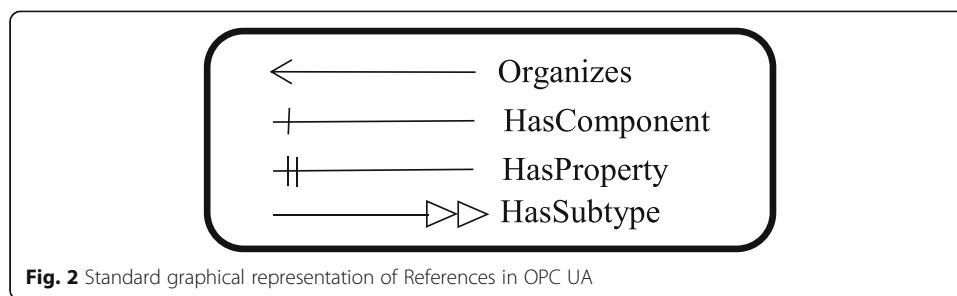 Organizes
HasComponent
HasProperty
HasSubtype
Fig. 2 Standard graphical representation of References in OPC UA